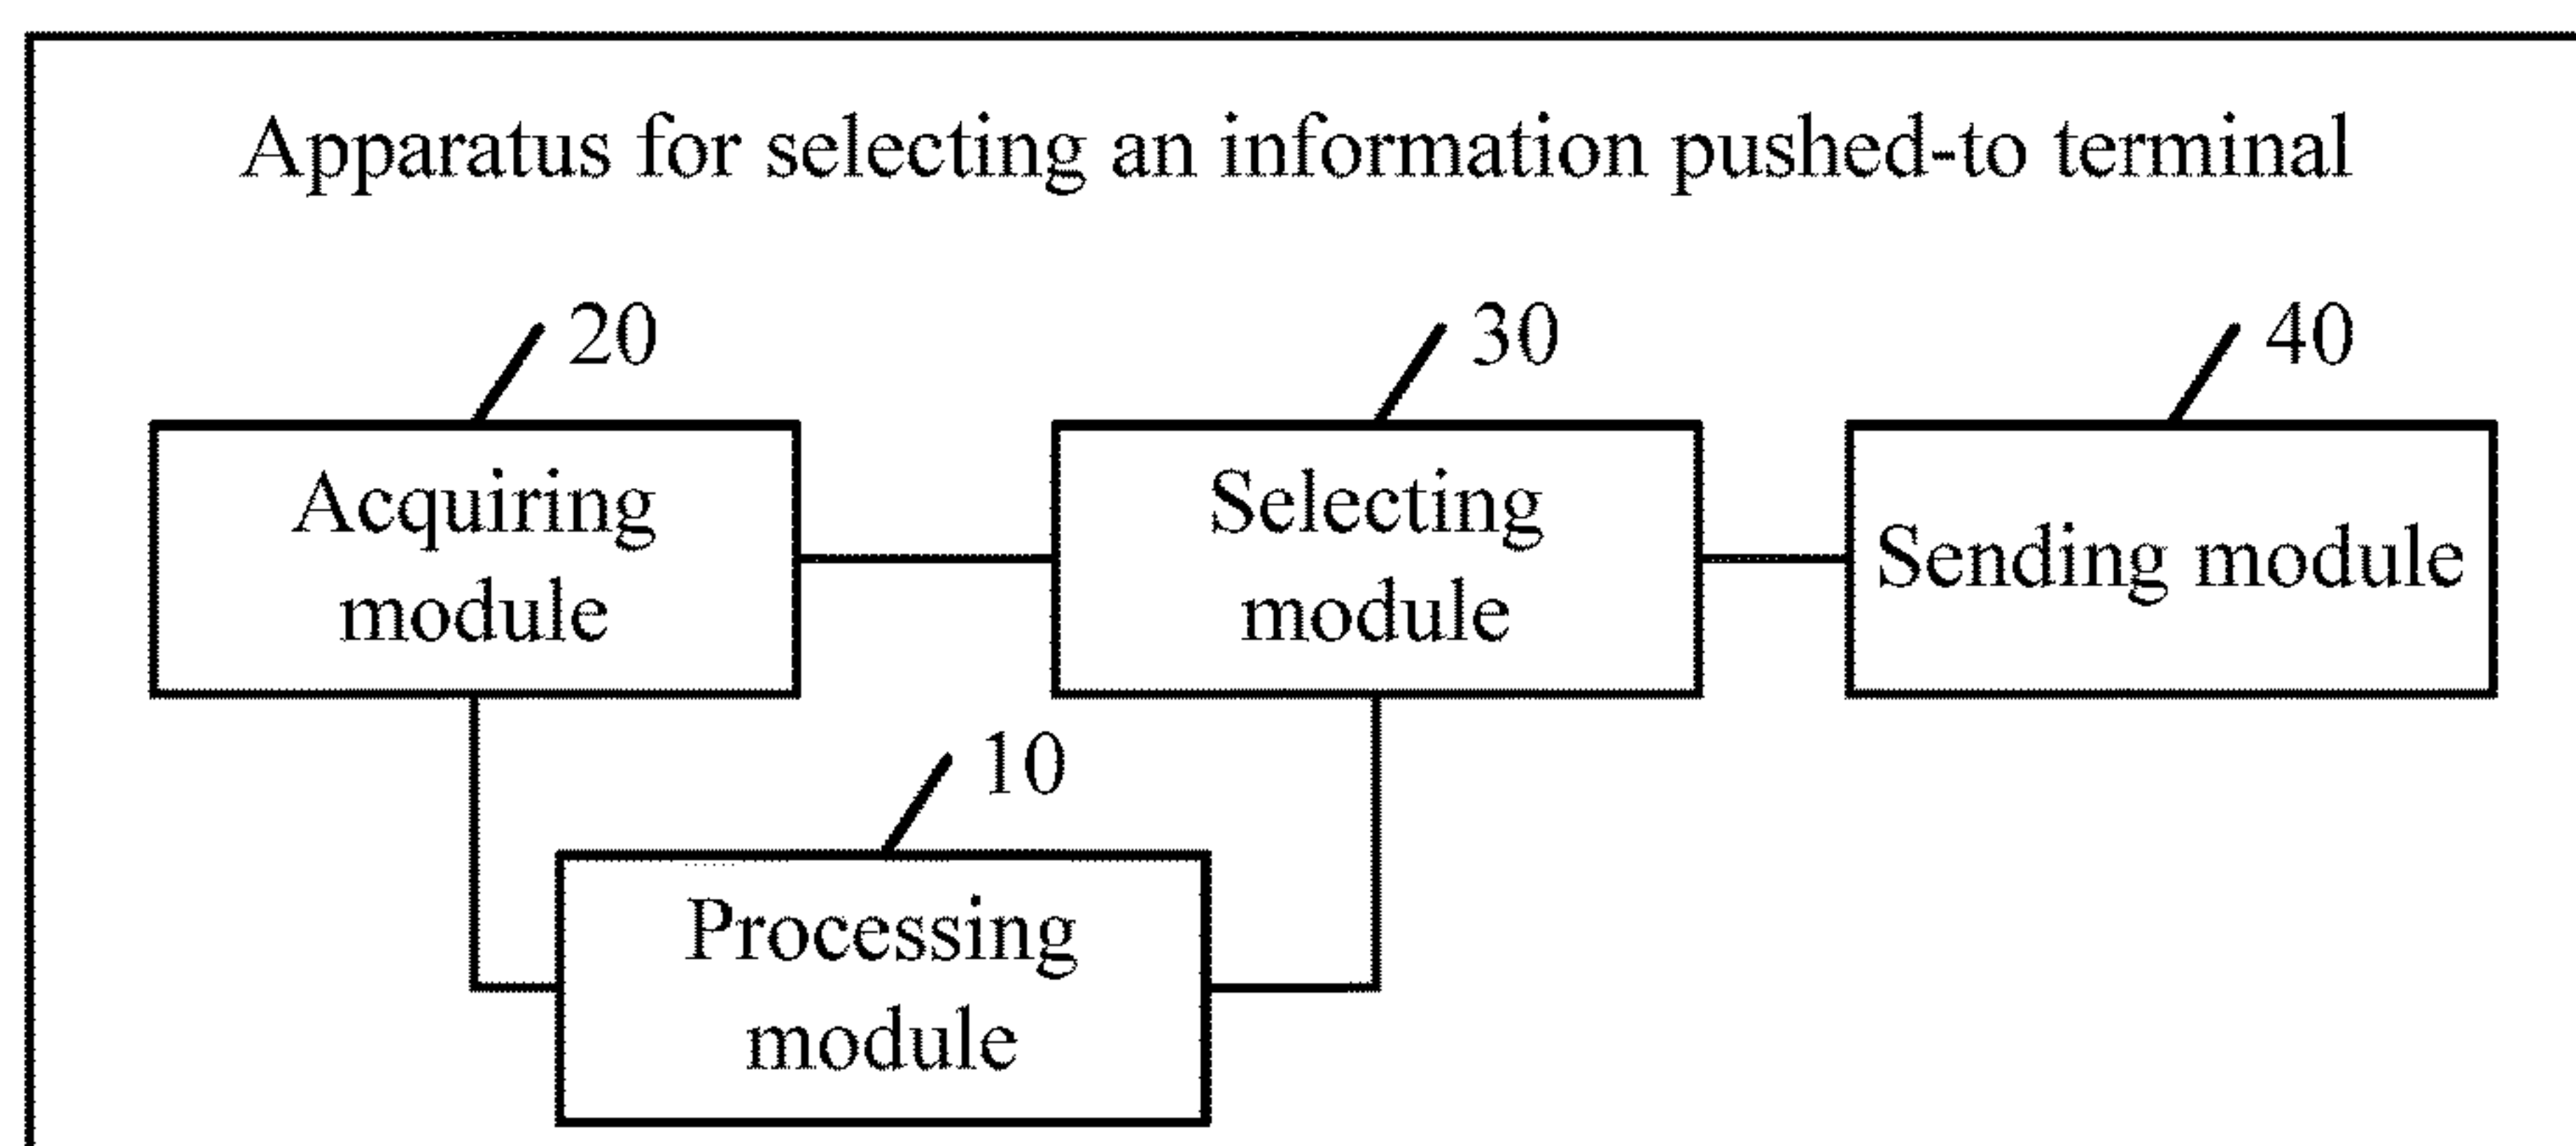 Apparatus for selecting an information pushed-to terminal
20
30
40
Acquiring
module
Selecting
module
Sending module
10
Processing
module